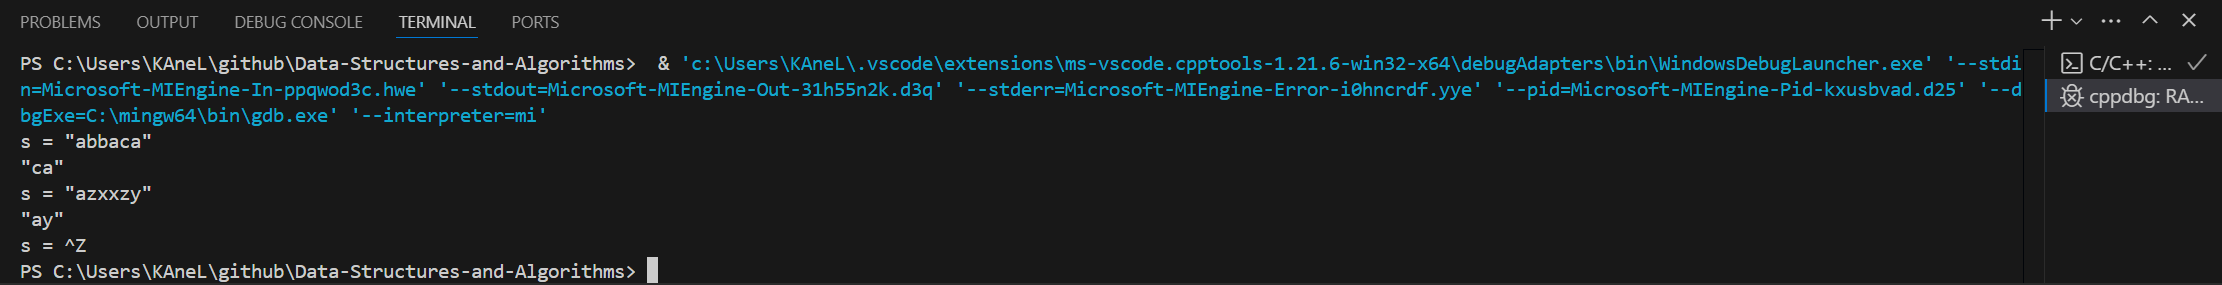 PROBLEMS OUTPUT DEBUG CONSOLE TERMINAL PORTS
PS C:\Users\KAneL\github\Data-Structures-and-Algorithms>  & 'c:\Users\KAneL\.vscode\extensions\ms-vscode.cpptools-1.21.6-win32-x64\debugAdapters\bin\WindowsDebugLauncher.exe' '--stdi
n=Microsoft-MIEngine-In-ppqwod3c.hwe' '--stdout=Microsoft-MIEngine-Out-31h55n2k.d3q' '--stderr=Microsoft-MIEngine-Error-i0hncrdf.yye' '--pid=Microsoft-MIEngine-Pid-kxusbvad.d25' '--d
bgExe=C:\mingw64\bin\gdb.exe' '--interpreter=mi'
s = "abbaca"
"ca"
s = "azxxzy"
"ay"
s = ^Z
PS C:\Users\KAneL\github\Data-Structures-and-Algorithms>
C/C++: ...
cppdbg: RA...